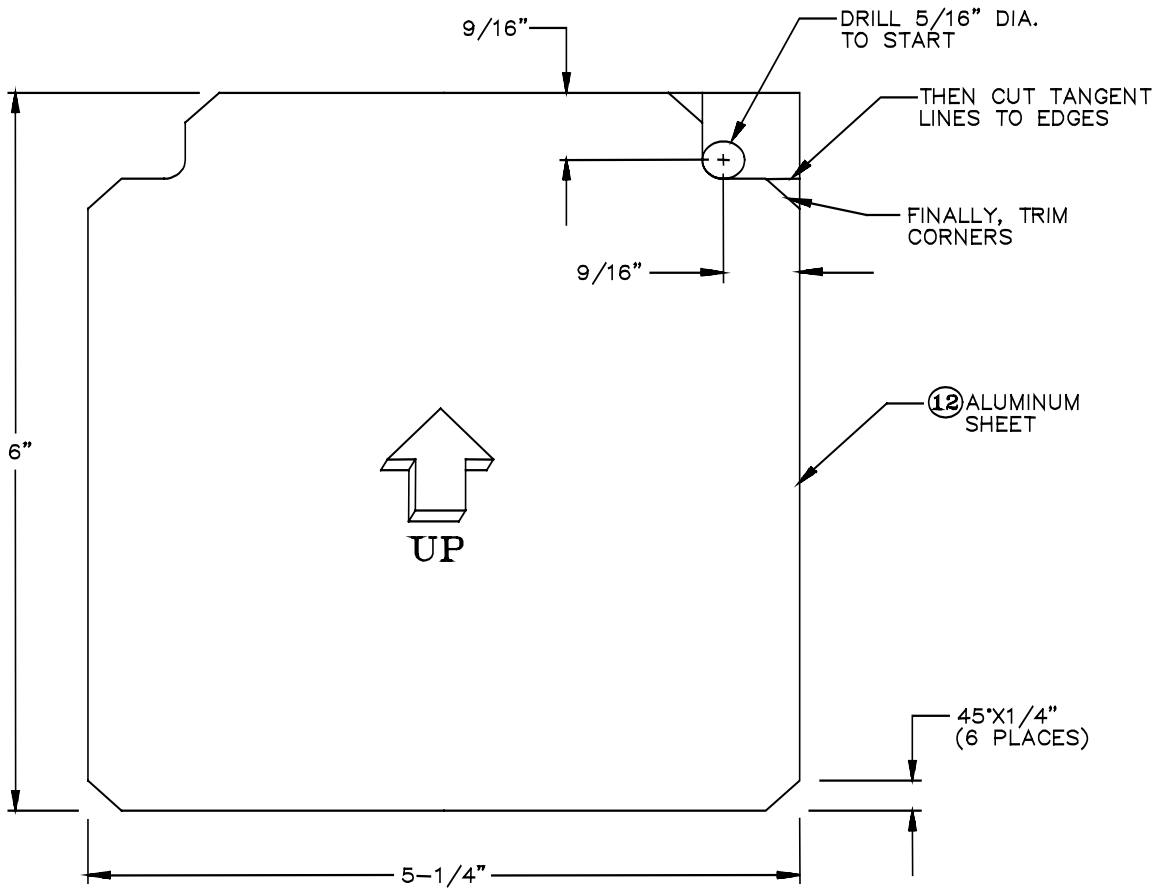 9/16”
DRILL 5/16” DIA.
TO START
THEN CUT TANGENT
LINES TO EDGES
FINALLY, TRIM
CORNERS
9/16”
12 ALUMINUM
SHEET
6”
UP
45°X1/4”
(6 PLACES)
5-1/4”